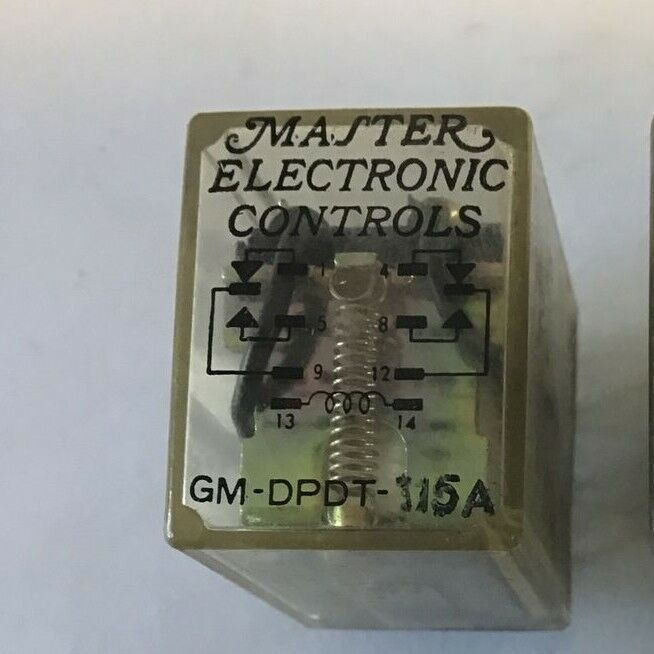 MASTER
ELECTRONIC
CONTROLS
1 4
5 8
9 12
13 14
GM-DPDT-115A